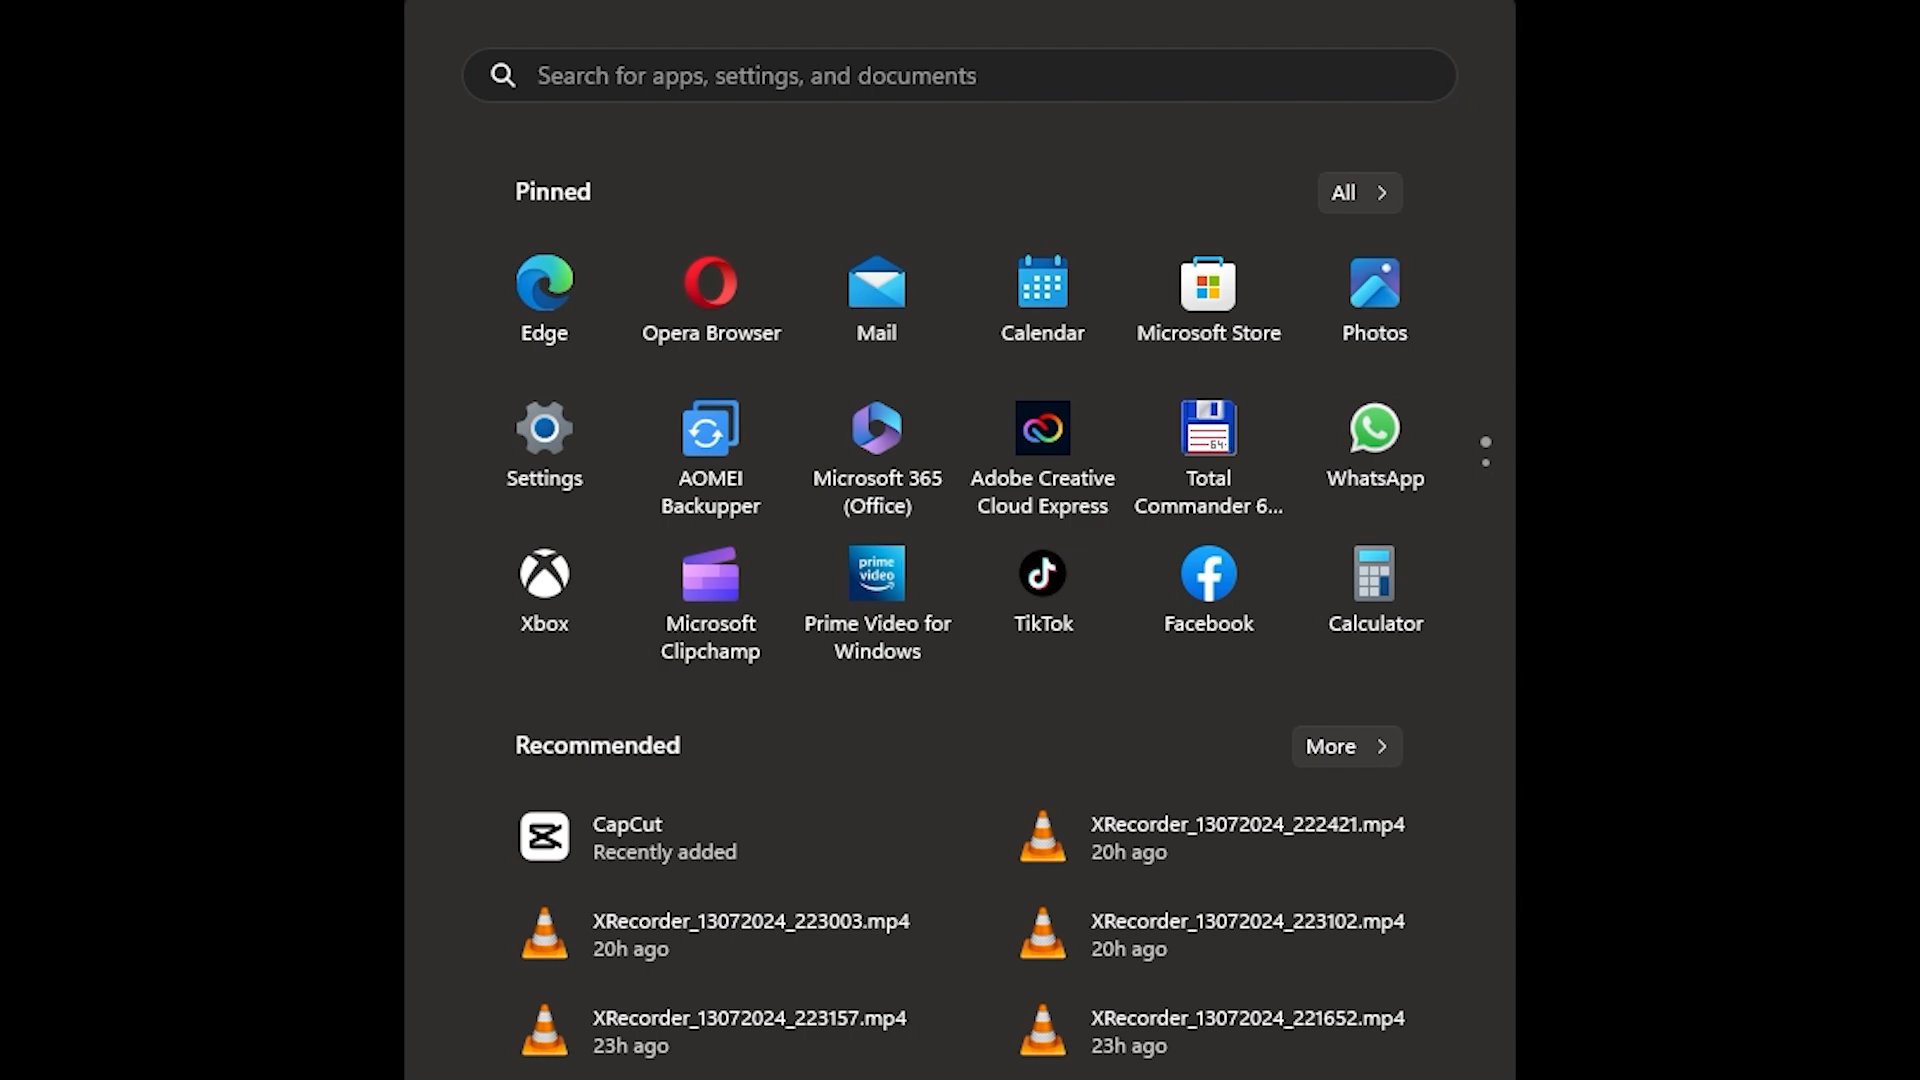 Search for apps, settings, and documents
Pinned
All
Edge
Opera Browser
Mail
Calendar
Microsoft Store
Photos
Settings
AOMEI
Backupper
Microsoft 365
(Office)
Adobe Creative
Cloud Express
64
Total
Commander 6...
WhatsApp
Xbox
Microsoft
Clipchamp
prime
video
Prime Video for
Windows
TikTok
Facebook
Calculator
Recommended
More
CapCut
Recently added
XRecorder_13072024_222421.mp4
20h ago
XRecorder_13072024_223003.mp4
20h ago
XRecorder_13072024_223102.mp4
20h ago
XRecorder_13072024_223157.mp4
23h ago
XRecorder_13072024_221652.mp4
23h ago